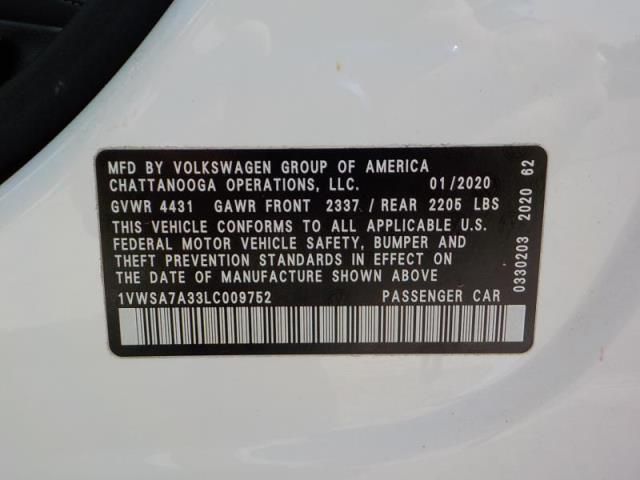 MFD BY VOLKSWAGEN GROUP OF AMERICA
CHATTANOOGA OPERATIONS, LLC. 01/2020
GVWR 4431 GAWR FRONT 2337 / REAR 2205 LBS
THIS VEHICLE CONFORMS TO ALL APPLICABLE U.S.
FEDERAL MOTOR VEHICLE SAFETY, BUMPER AND
THEFT PREVENTION STANDARDS IN EFFECT ON
THE DATE OF MANUFACTURE SHOWN ABOVE
1VWSA7A33LC009752 PASSENGER CAR
0330203 2020 62